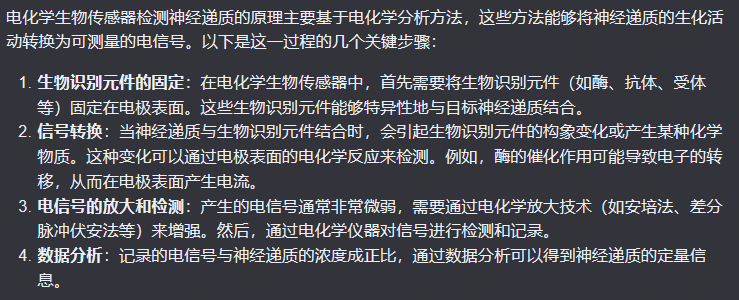 电化学生物传感器检测神经递质的原理主要基于电化学分析方法，这些方法能够将神经递质的生化活
动转换为可测量的电信号。以下是这一过程的几个关键步骤：
1. 生物识别元件的固定：在电化学生物传感器中，首先需要将生物识别元件（如酶、抗体、受体
等）固定在电极表面。这些生物识别元件能够特异性地与目标神经递质结合。
2. 信号转换：当神经递质与生物识别元件结合时，会引起生物识别元件的构象变化或产生某种化学
物质。这种变化可以通过电极表面的电化学反应来检测。例如，酶的催化作用可能导致电子的转
移，从而在电极表面产生电流。
3. 电信号的放大和检测：产生的电信号通常非常微弱，需要通过电化学放大技术（如安培法、差分
脉冲伏安法等）来增强。然后，通过电化学仪器对信号进行检测和记录。
4. 数据分析：记录的电信号与神经递质的浓度成正比，通过数据分析可以得到神经递质的定量信
息。